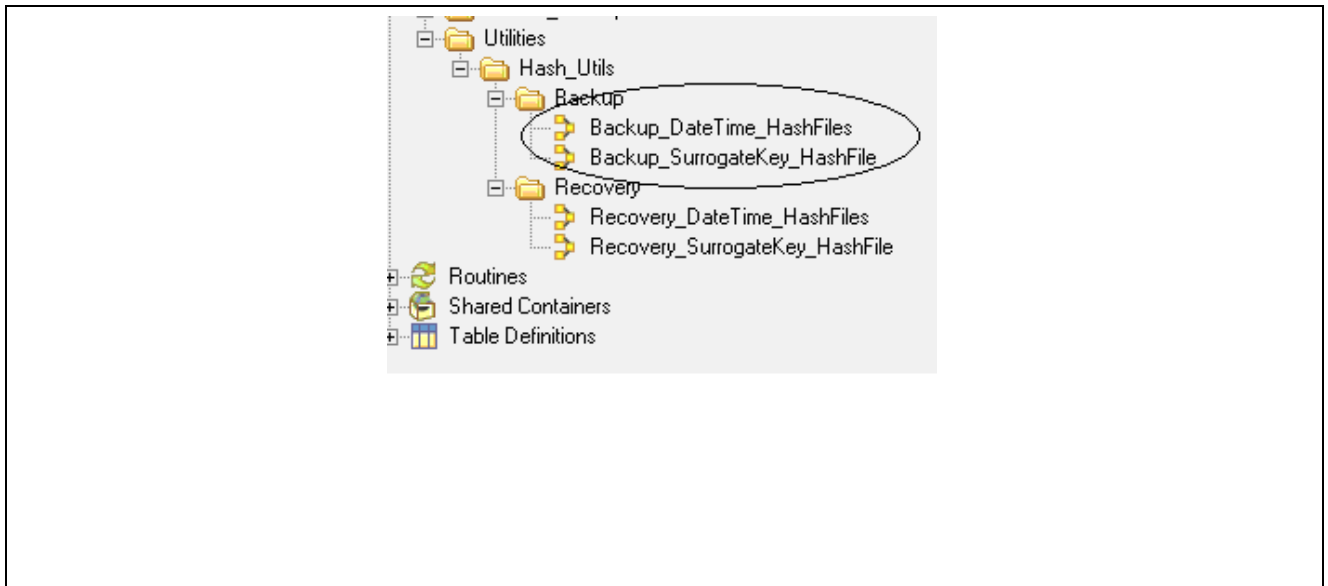 Utilities
Hash_Utils
Backup
Backup_DateTime_HashFiles
Backup_SurrogateKey_HashFile
Recovery
Recovery_DateTime_HashFiles
Recovery_SurrogateKey_HashFile
Routines
Shared Containers
Table Definitions